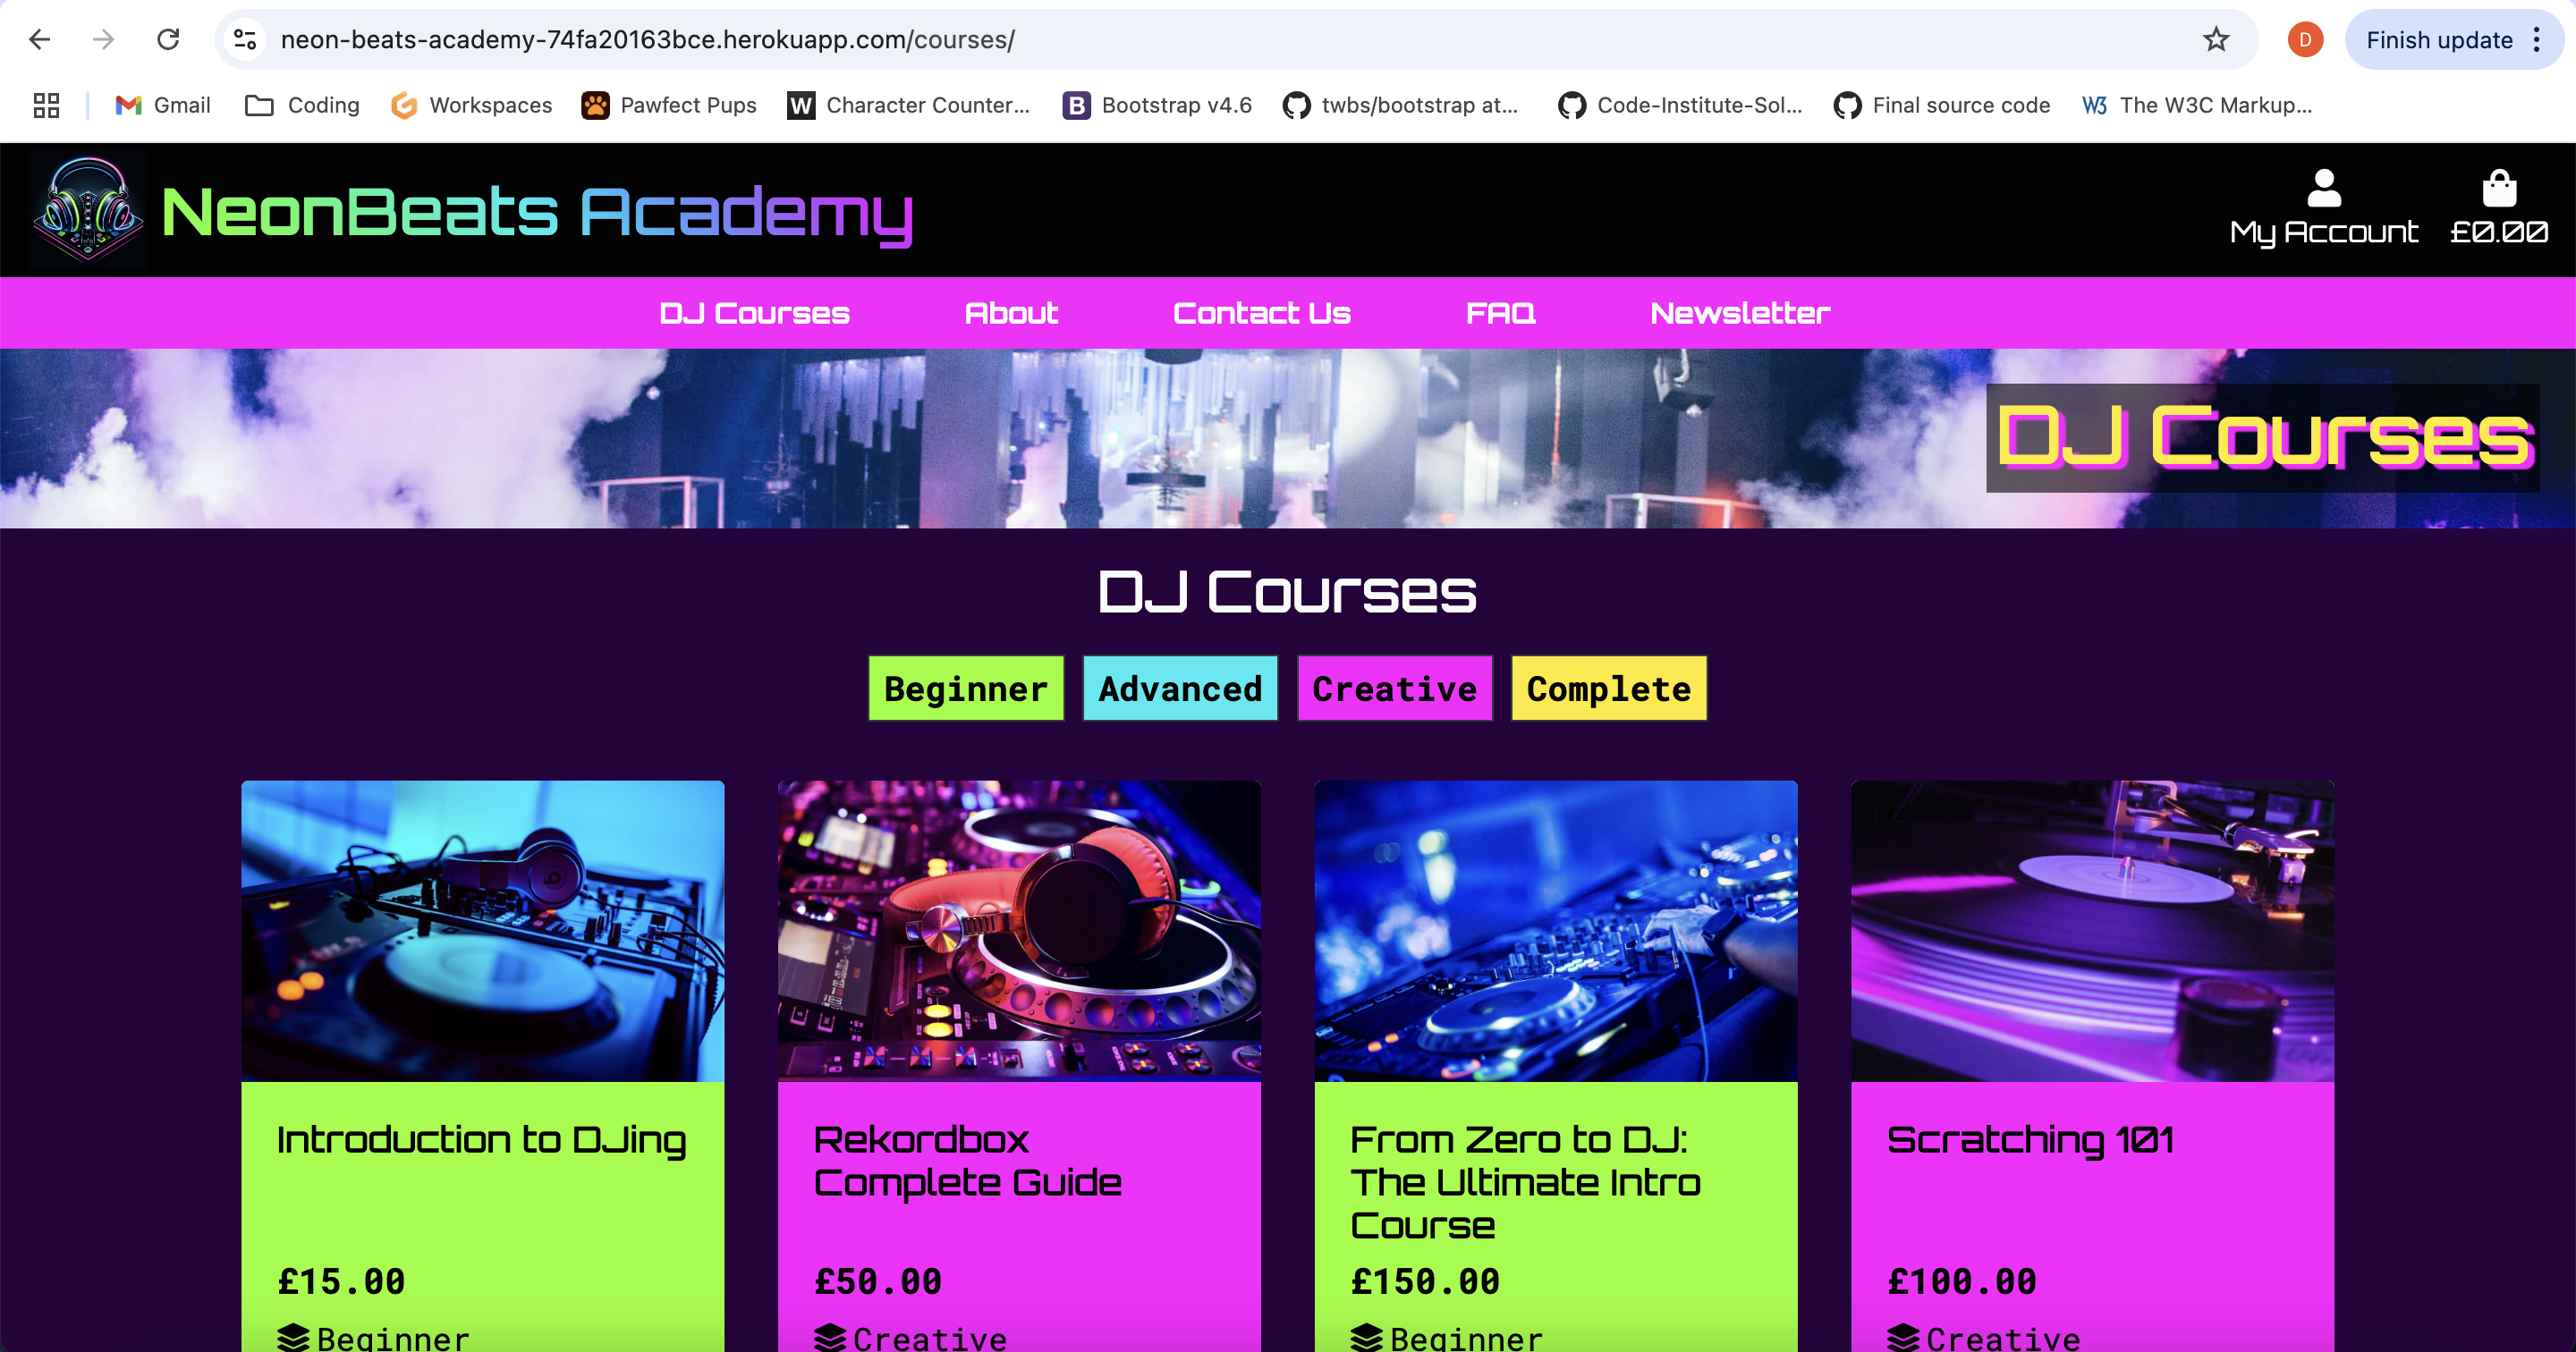 neon-beats-academy-74fa20163bce.herokuapp.com/courses/
D
Finish update
Gmail
Coding
Workspaces
Pawfect Pups
W
Character Counter...
B
Bootstrap v4.6
twbs/bootstrap at...
Code-Institute-Sol...
Final source code
W3
The W3C Markup...
NeonBeats Academy
My Account
£0.00
DJ Courses
About
Contact Us
FAQ
Newsletter
DJ Courses
DJ Courses
Beginner
Advanced
Creative
Complete
Introduction to DJing
£15.00
Beginner
Rekordbox
Complete Guide
£50.00
Creative
From Zero to DJ:
The Ultimate Intro
Course
£150.00
Beginner
Scratching 101
£100.00
Creative